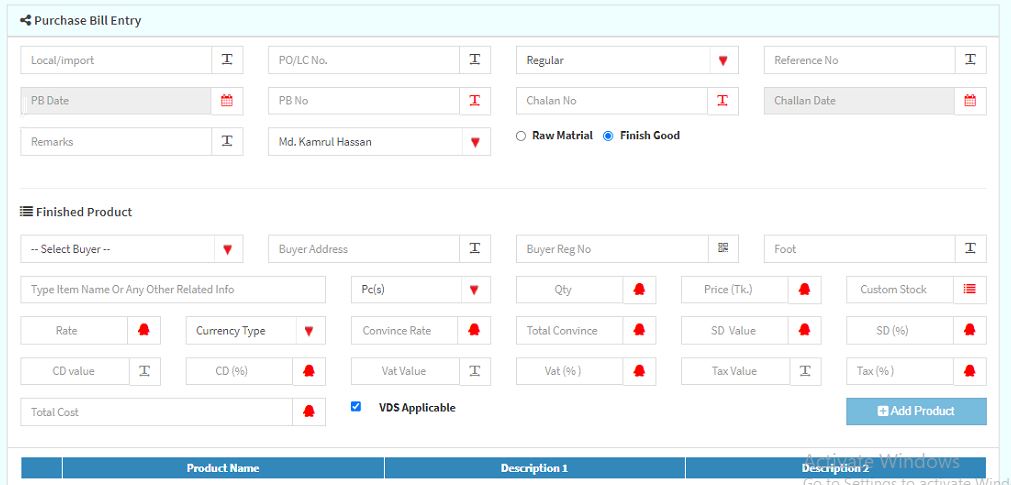 Purchase Bill Entry
Local/import PO/LC No. Regular Reference No
PB Date PB No Chalan No Challan Date
Remarks Md. Kamrul Hassan Raw Matrial Finish Good
Finished Product
-- Select Buyer -- Buyer Address Buyer Reg No Foot
Type Item Name Or Any Other Related Info Pc(s) Qty Price (Tk.) Custom Stock
Rate Currency Type Convince Rate Total Convince SD Value SD (%)
CD value CD (%) Vat Value Vat (% ) Tax Value Tax (% )
Total Cost VDS Applicable Add Product
Product Name Description 1 Description 2
Activate Windows
Go to Settings to activate Wind